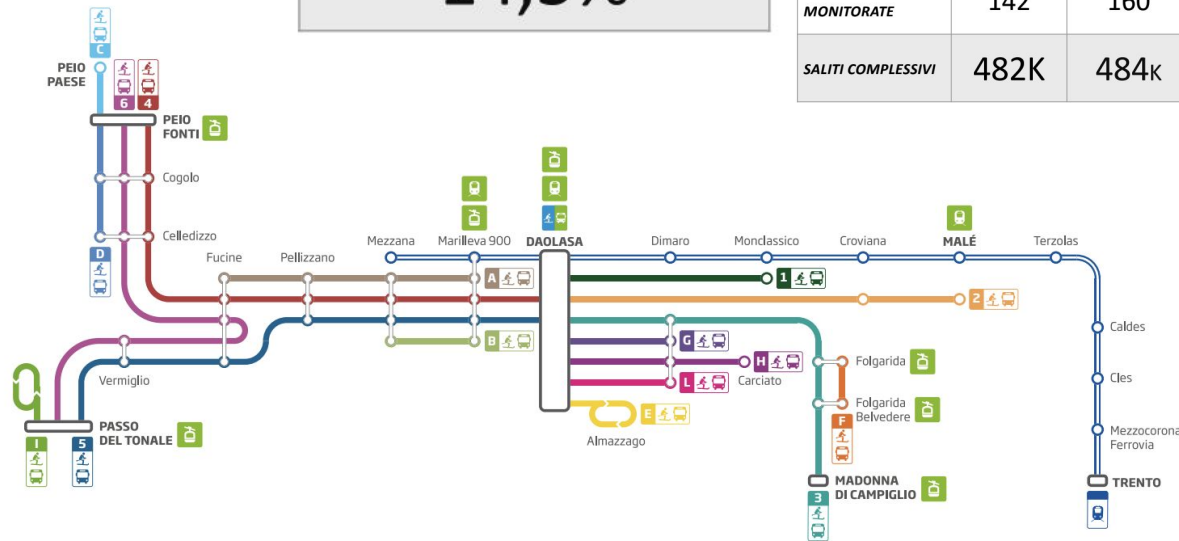 MONITORATE
142
160
SALITI COMPLESSIVI
482K
484K
C
PEIO
PAESE
6
4
PEIO
FONTI
Cogolo
Celledizzo
D
Fucine
Pellizzano
Mezzana
Marilleva 900
DAOLASA
Dimaro
Monclassico
Croviana
MALÉ
Terzolas
A
1
2
B
G
H
Carciato
L
E
Almazzago
Vermiglio
Folgarida
Folgarida
Belvedere
F
Caldes
Cles
Mezzocorona
Ferrovia
PASSO
DEL TONALE
I
5
MADONNA
DI CAMPIGLIO
3
TRENTO